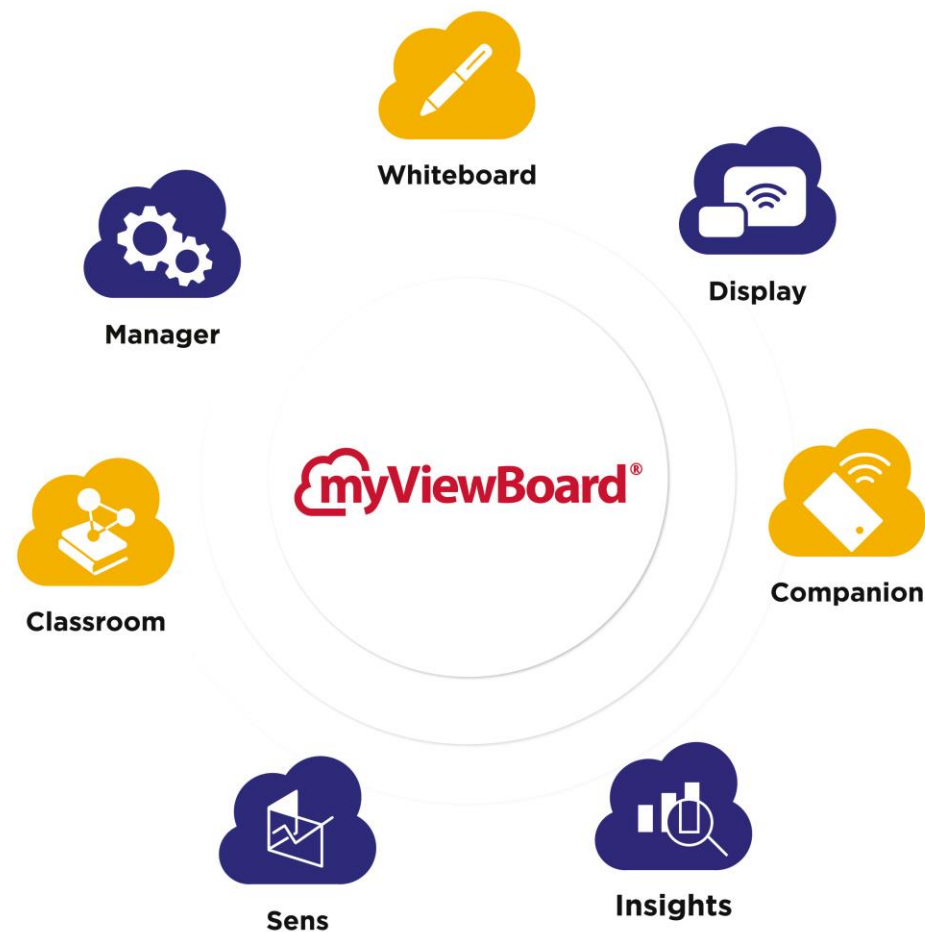 Whiteboard
Manager
Display
myViewBoard®
Classroom
Companion
Sens
Insights